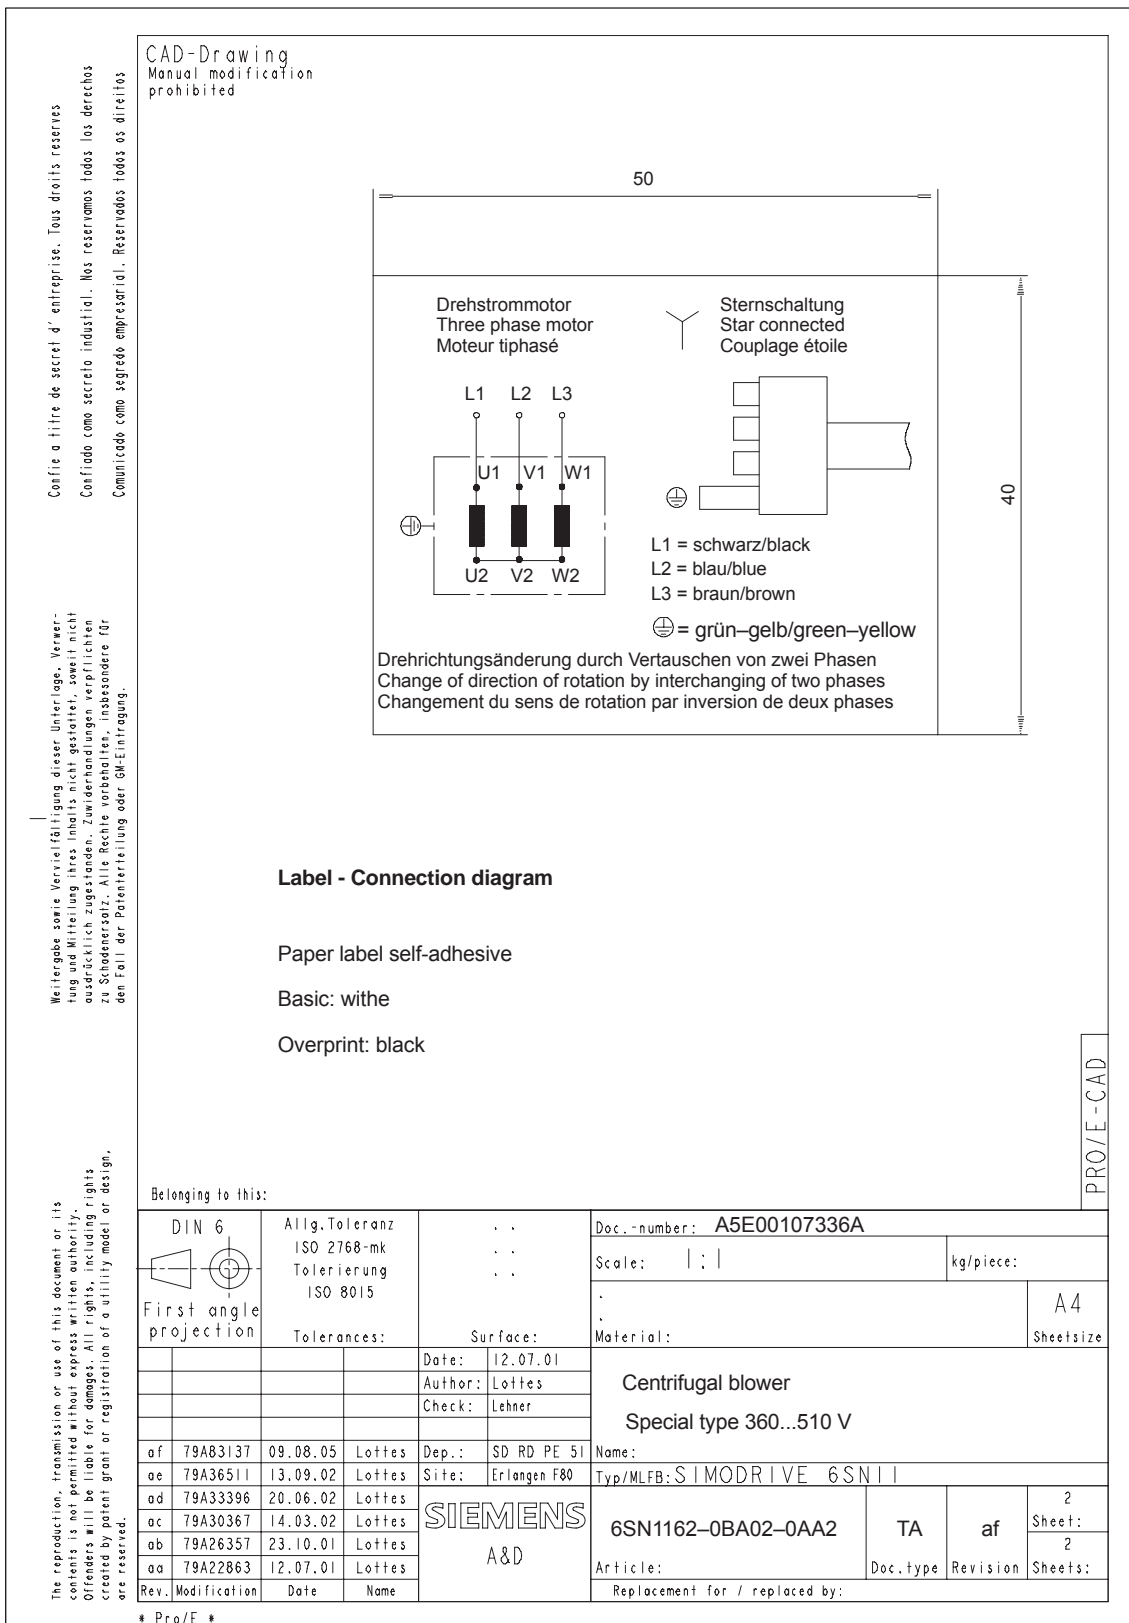 CAD-Drawing
Manual modification
prohibited
Confie a titre de secret d' entreprise. Tous droits reserves
Confiado como secreto industial. Nos reservamos todos los derechos
Comunicado como segredo empresarial. Reservados todos os direitos
50
Drehstrommotor
Three phase motor
Moteur tiphasé
Sternschaltung
Star connected
Couplage étoile
L1 L2 L3
U1 V1 W1
U2 V2 W2
40
L1 = schwarz/black
L2 = blau/blue
L3 = braun/brown
= grün–gelb/green–yellow
Drehrichtungsänderung durch Vertauschen von zwei Phasen
Change of direction of rotation by interchanging of two phases
Changement du sens de rotation par inversion de deux phases
Weitergabe sowie Vervielfältigung dieser Unterlage, Verwer-
tung und Mitteilung ihres Inhalts nicht gestattet, soweit nicht
ausdrücklich zugestanden. Zuwiderhandlungen verpflichten
zu Schadenersatz. Alle Rechte vorbehalten, insbesondere für
den Fall der Patenterteilung oder GM-Eintragung.
Label - Connection diagram
Paper label self-adhesive
Basic: withe
Overprint: black
PRO/E-CAD
The reproduction, transmission or use of this document or its
contents is not permitted without express written authority.
Offenders will be liable for damages. All rights, including rights
created by patent grant or registration of a utility model or design,
are reserved.
Belonging to this:
DIN 6
First angle
projection
Allg.Toleranz
ISO 2768-mk
Tolerierung
ISO 8015
Tolerances:
Surface:
Doc.-number: A5E00107336A
Scale: 1:1
kg/piece:
Material:
A4
Sheetsize
Date: 12.07.01
Author: Lottes
Check: Lehner
Centrifugal blower
Special type 360...510 V
af 79A83137 09.08.05 Lottes Dep.: SD RD PE 51 Name:
ae 79A36511 13.09.02 Lottes Site: Erlangen F80 Typ/MLFB: SIMODRIVE 6SN11
ad 79A33396 20.06.02 Lottes
ac 79A30367 14.03.02 Lottes
ab 79A26357 23.10.01 Lottes
aa 79A22863 12.07.01 Lottes
Rev. Modification Date Name
SIEMENS
A&D
6SN1162–0BA02–0AA2
Article:
TA
Doc.type
af
Revision
2
Sheet:
2
Sheets:
Replacement for / replaced by:
* Pro/E *